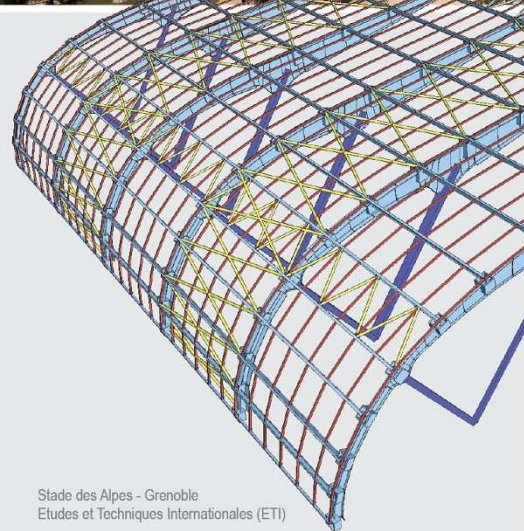 Stade des Alpes - Grenoble
Etudes et Techniques Internationales (ETI)